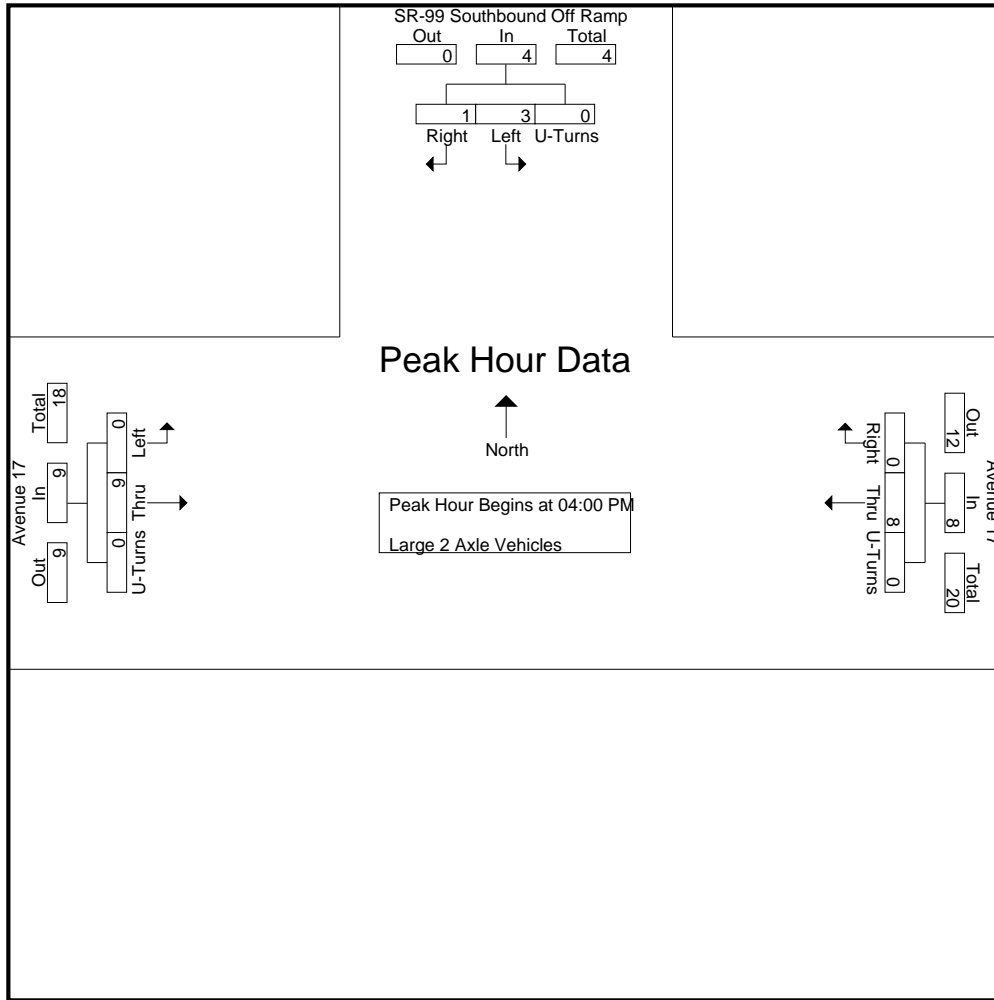 SR-99 Southbound Off Ramp
Out In Total
0 4 4
1 3 0
Right Left U-Turns
Peak Hour Data
North
Peak Hour Begins at 04:00 PM
Large 2 Axle Vehicles
Avenue 17
Out In Total
9 9 18
0 9 0
U-Turns Thru Left
Avenue 17
Out In Total
12 8 20
0 8 0
Right Thru U-Turns